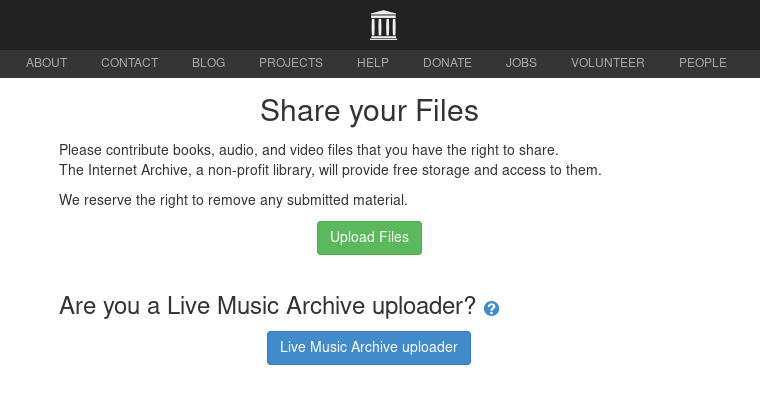 ABOUT CONTACT BLOG PROJECTS HELP DONATE JOBS VOLUNTEER PEOPLE
Share your Files
Please contribute books, audio, and video files that you have the right to share.
The Internet Archive, a non-profit library, will provide free storage and access to them.
We reserve the right to remove any submitted material.
Upload Files
Are you a Live Music Archive uploader? ?
Live Music Archive uploader